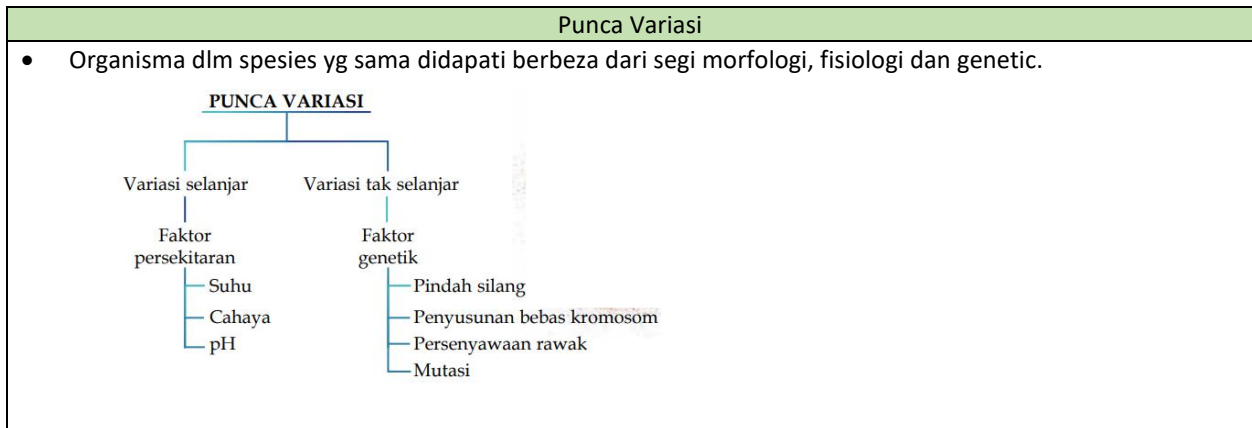 Punca Variasi
• Organisma dlm spesies yg sama didapati berbeza dari segi morfologi, fisiologi dan genetic.
PUNCA VARIASI
Variasi selanjar Variasi tak selanjar
Faktor persekitaran
Suhu
Cahaya
pH
Faktor genetik
Pindah silang
Penyusunan bebas kromosom
Persenyawaan rawak
Mutasi